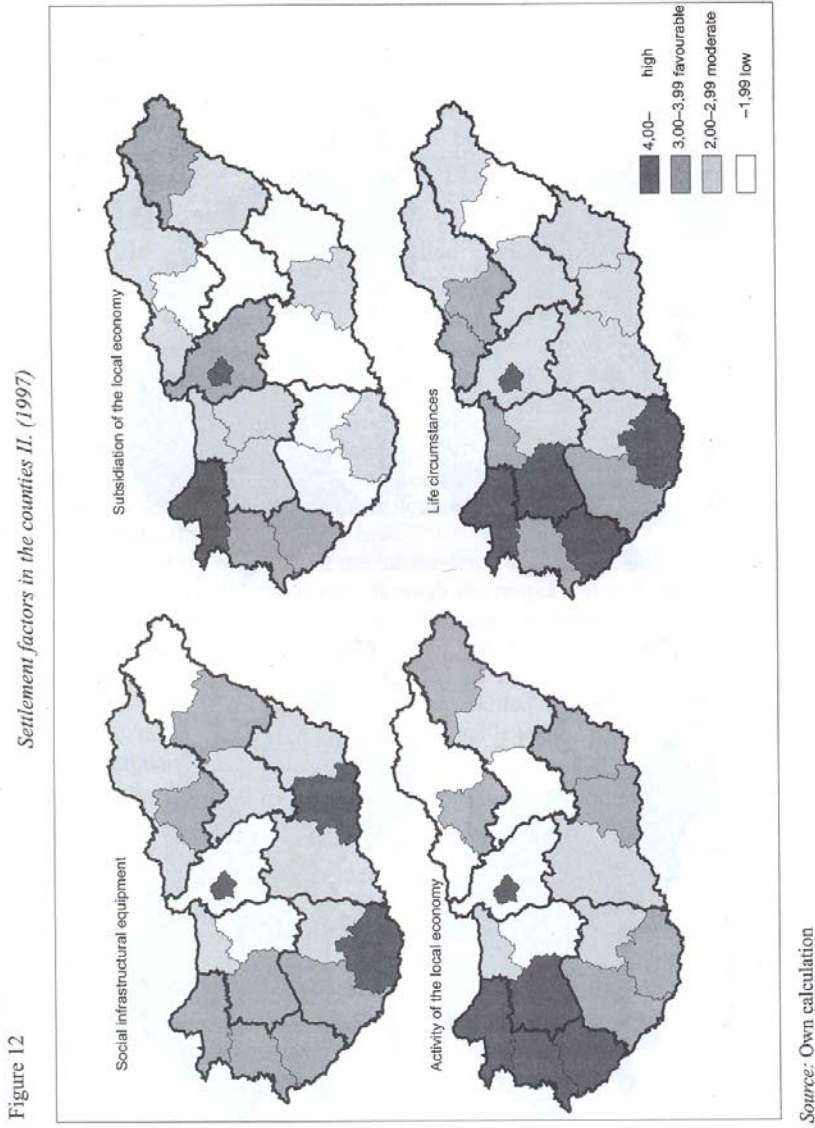 Figure 12
Settlement factors in the counties II. (1997)
Social infrastructural equipment
Subsidiation of the local economy
Activity of the local economy
Life circumstances
4,00– high
3,00–3,99 favourable
2,00–2,99 moderate
–1,99 low
Source: Own calculation